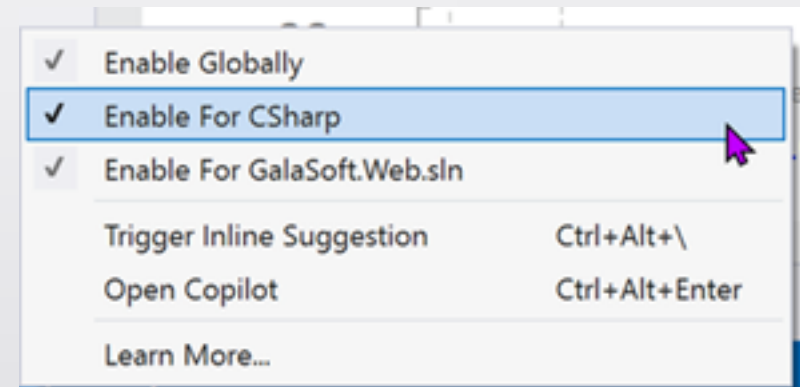 Enable Globally
Enable For CSharp
Enable For GalaSoft.Web.sln
Trigger Inline Suggestion Ctrl+Alt+\
Open Copilot Ctrl+Alt+Enter
Learn More...